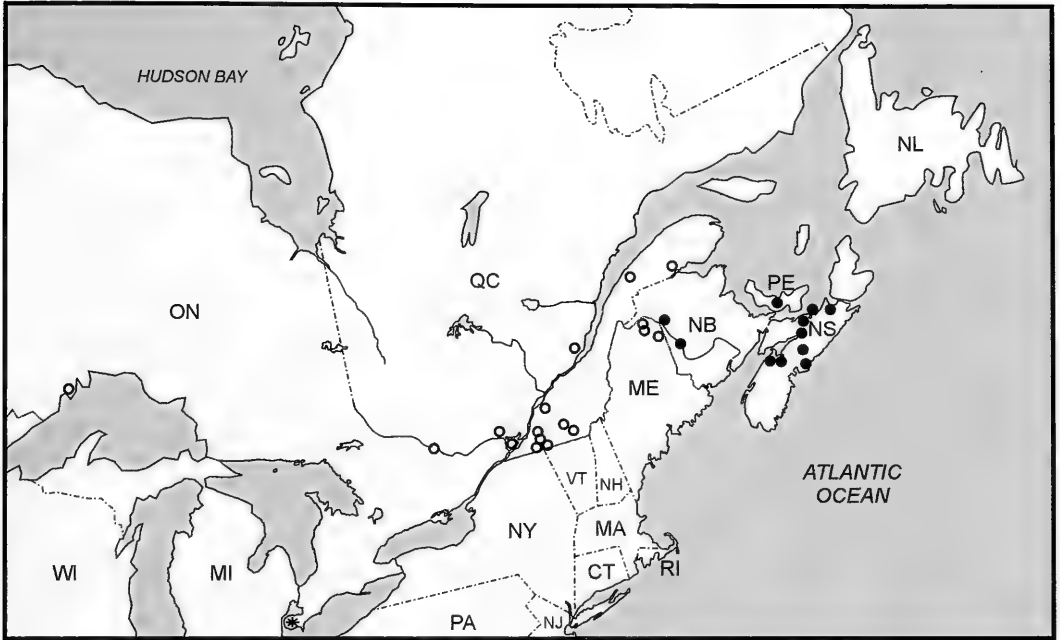 HUDSON BAY
NL
QC
PE
ON
NB
NS
ME
ATLANTIC
OCEAN
VT
NH
NY
MA
WI
MI
CT
RI
PA
NJ